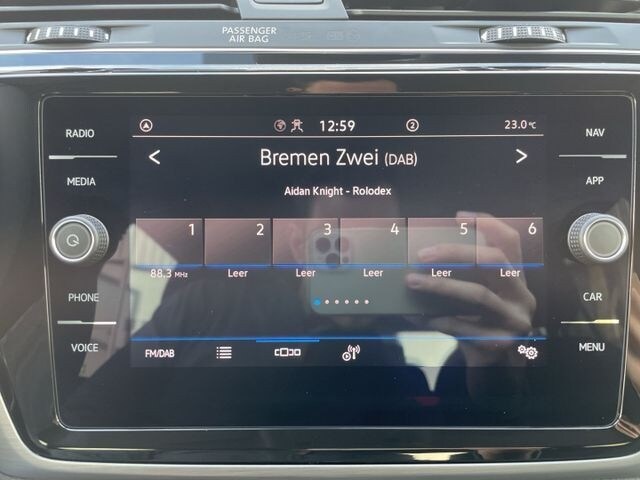 PASSENGER
AIR BAG
RADIO
MEDIA
PHONE
VOICE
12:59
2
23.0 °C
< Bremen Zwei (DAB) >
Aidan Knight - Rolodex
1 2 3 4 5 6
88.3 MHz Leer Leer Leer Leer Leer
FM/DAB
NAV
APP
CAR
MENU